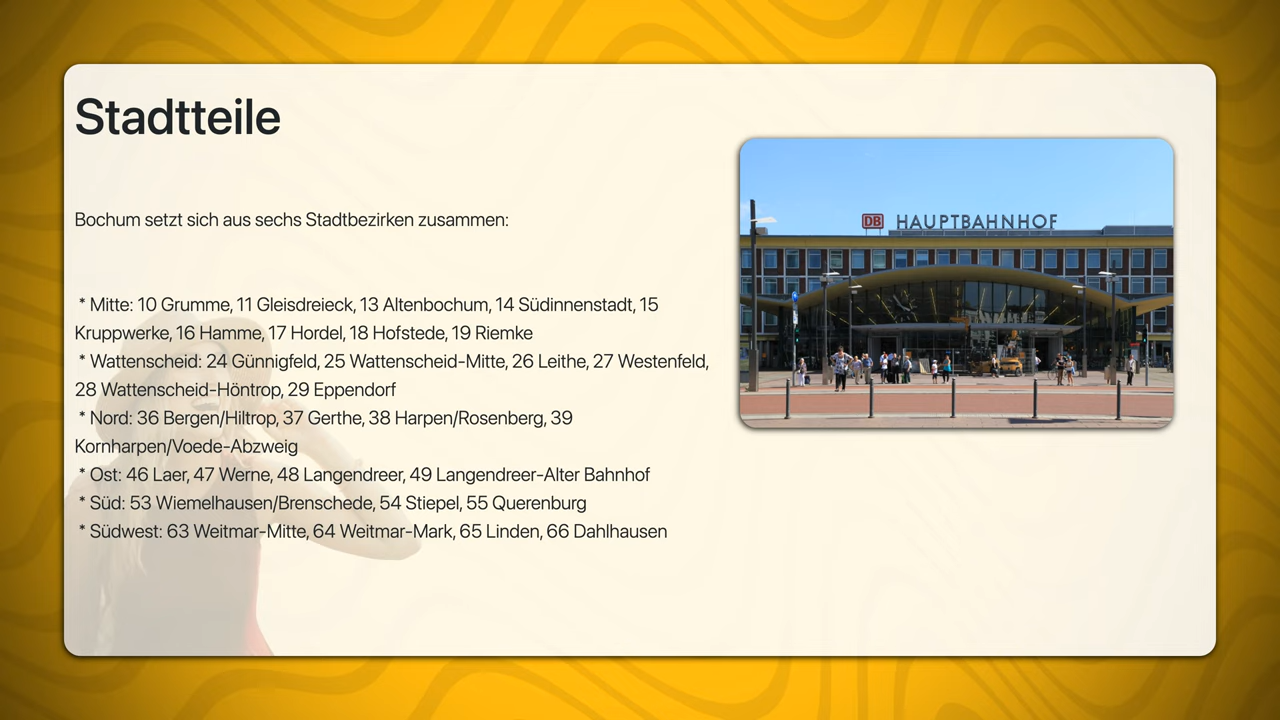 Stadtteile
Bochum setzt sich aus sechs Stadtbezirken zusammen:
* Mitte: 10 Grumme, 11 Gleisdreieck, 13 Altenbochum, 14 Südinnenstadt, 15
Kruppwerke, 16 Hamme, 17 Hordel, 18 Hofstede, 19 Riemke
* Wattenscheid: 24 Günnigfeld, 25 Wattenscheid-Mitte, 26 Leithe, 27 Westenfeld,
28 Wattenscheid-Höntrop, 29 Eppendorf
* Nord: 36 Bergen/Hiltrop, 37 Gerthe, 38 Harpen/Rosenberg, 39
Kornharpen/Voede-Abzweig
* Ost: 46 Laer, 47 Werne, 48 Langendreer, 49 Langendreer-Alter Bahnhof
* Süd: 53 Wiemelhausen/Brenschede, 54 Stiepel, 55 Querenburg
* Südwest: 63 Weitmar-Mitte, 64 Weitmar-Mark, 65 Linden, 66 Dahlhausen
DB HAUPTBAHNHOF